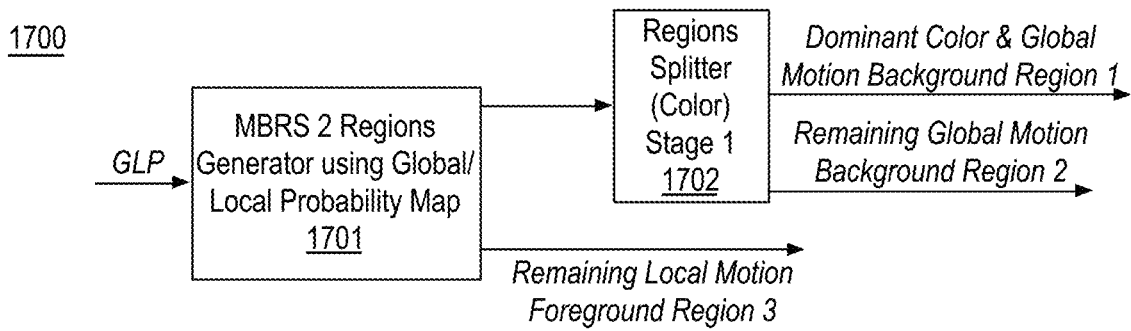 1700
GLP
MBRS 2 Regions
Generator using Global/
Local Probability Map
1701
Regions
Splitter
(Color)
Stage 1
1702
Dominant Color & Global
Motion Background Region 1
Remaining Global Motion
Background Region 2
Remaining Local Motion
Foreground Region 3